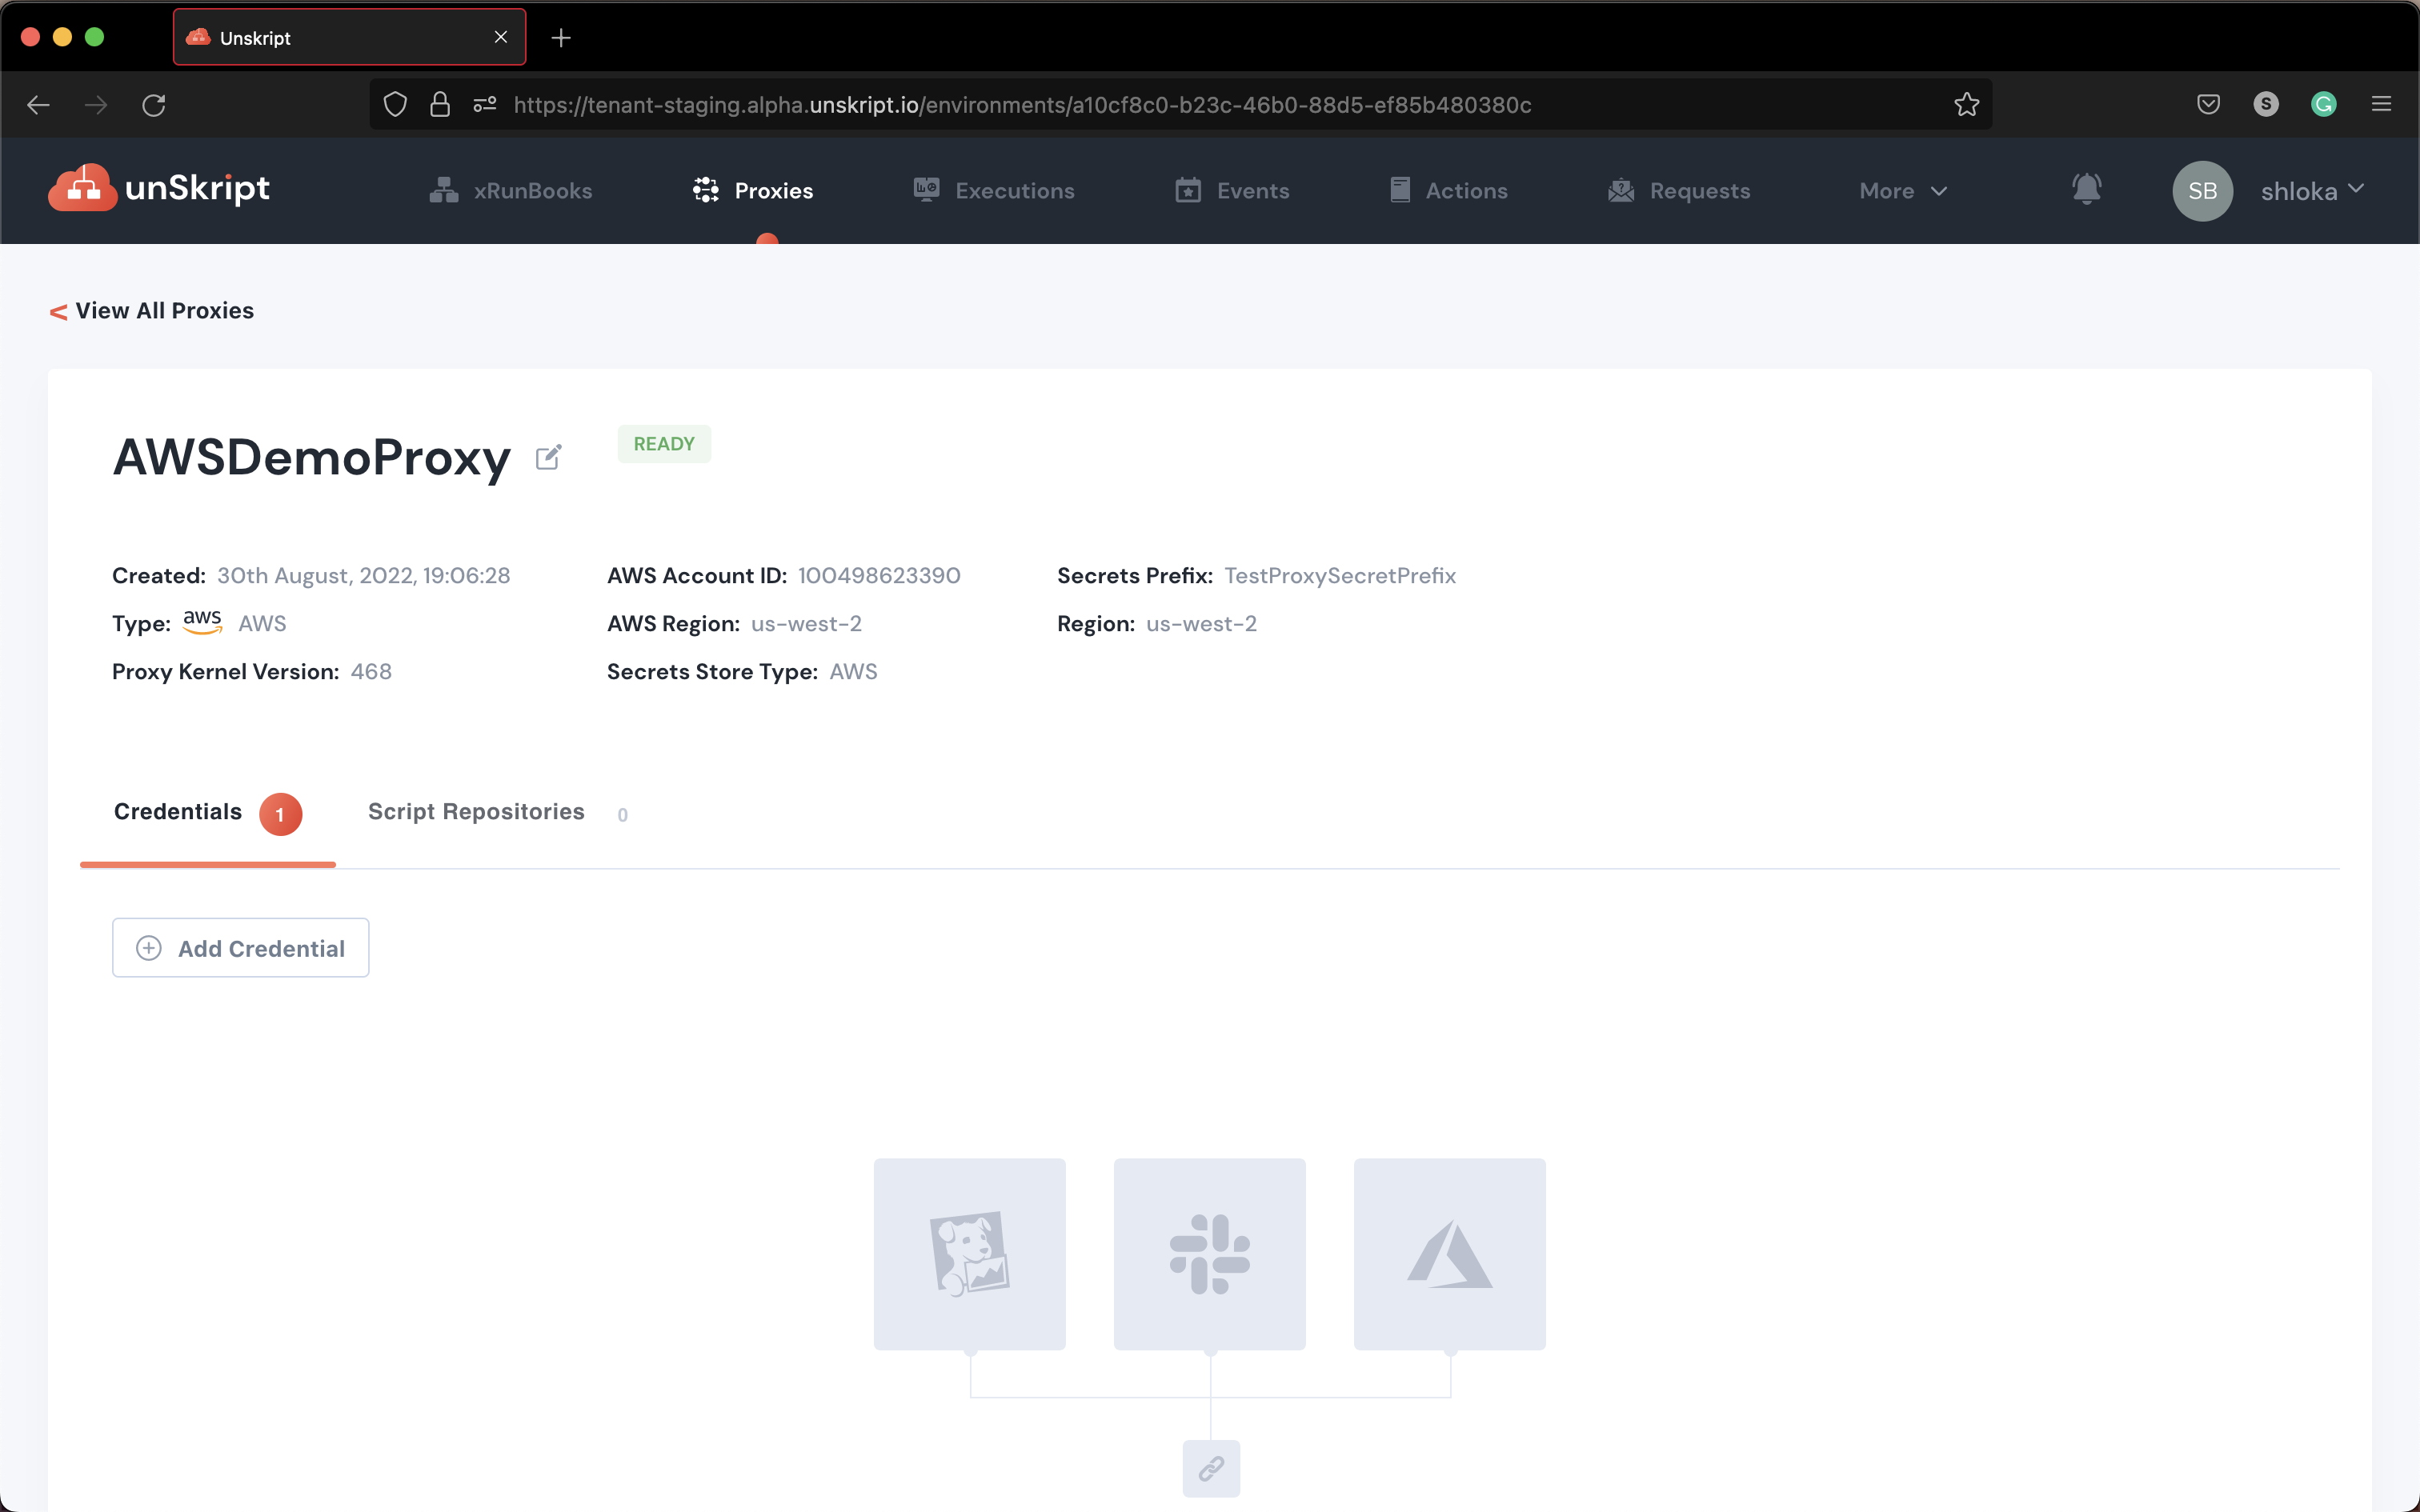 Unskript
https://tenant-staging.alpha.unskript.io/environments/a10cf8c0-b23c-46b0-88d5-ef85b480380c
S
G
unSkript
xRunBooks
Proxies
Executions
Events
Actions
Requests
More
SB
shloka
< View All Proxies
AWSDemoProxy
READY
Created: 30th August, 2022, 19:06:28
AWS Account ID: 100498623390
Secrets Prefix: TestProxySecretPrefix
Type: aws AWS
AWS Region: us-west-2
Region: us-west-2
Proxy Kernel Version: 468
Secrets Store Type: AWS
Credentials 1
Script Repositories 0
Add Credential